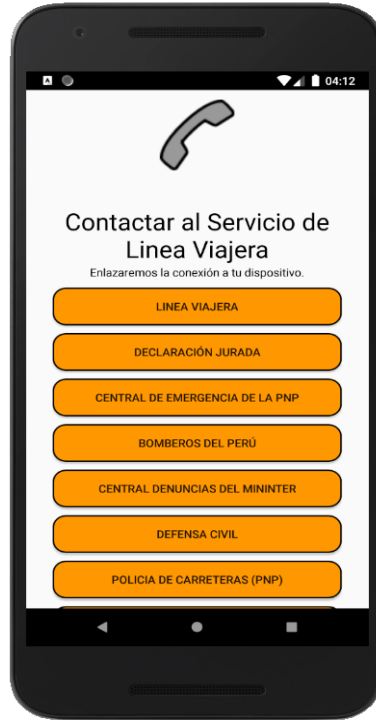 04:12
Contactar al Servicio de
Linea Viajera
Enlazaremos la conexión a tu dispositivo.
LINEA VIAJERA
DECLARACIÓN JURADA
CENTRAL DE EMERGENCIA DE LA PNP
BOMBEROS DEL PERÚ
CENTRAL DENUNCIAS DEL MININTER
DEFENSA CIVIL
POLICIA DE CARRETERAS (PNP)